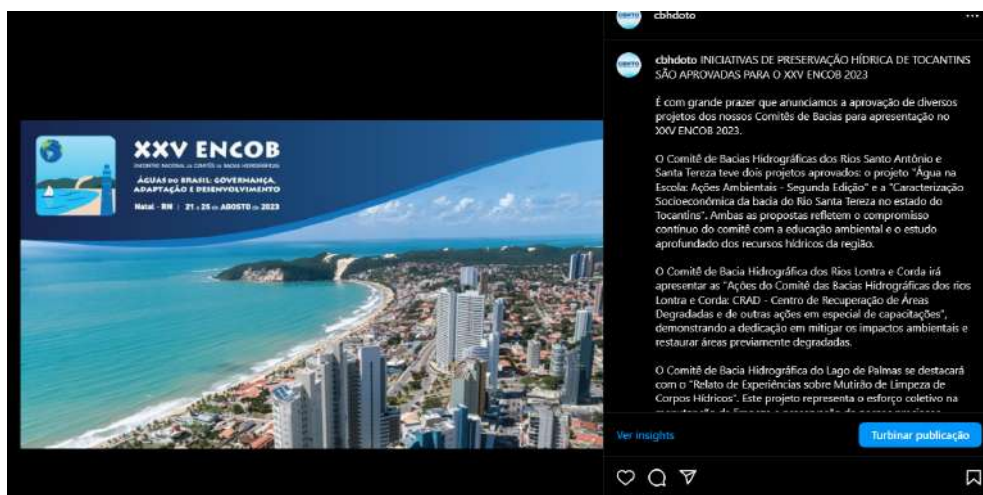 XXV ENCOB
ENCONTRO NACIONAL DE COMITÊS DE BACIAS HIDROGRÁFICAS
ÁGUAS DO BRASIL: GOVERNANÇA,
ADAPTAÇÃO E DESENVOLVIMENTO
Natal - RN | 21 a 25 DE AGOSTO DE 2023
cbhdoto
cbhdoto INICIATIVAS DE PRESERVAÇÃO HÍDRICA DE TOCANTINS
SÃO APROVADAS PARA O XXV ENCOB 2023
É com grande prazer que anunciamos a aprovação de diversos
projetos dos nossos Comitês de Bacias para apresentação no
XXV ENCOB 2023.
O Comitê de Bacias Hidrográficas dos Rios Santo Antônio e
Santa Tereza teve dois projetos aprovados: o projeto "Água na
Escola: Ações Ambientais - Segunda Edição" e a "Caracterização
Socioeconômica da bacia do Rio Santa Tereza no estado do
Tocantins". Ambas as propostas refletem o compromisso
contínuo do comitê com a educação ambiental e o estudo
aprofundado dos recursos hídricos da região.
O Comitê de Bacia Hidrográfica dos Rios Lontra e Corda irá
apresentar as "Ações do Comitê das Bacias Hidrográficas dos rios
Lontra e Corda: CRAD - Centro de Recuperação de Áreas
Degradadas e de outras ações em especial de capacitações",
demonstrando a dedicação em mitigar os impactos ambientais e
restaurar áreas previamente degradadas.
O Comitê de Bacia Hidrográfica do Lago de Palmas se destacará
com o "Relato de Experiências sobre Mutirão de Limpeza de
Corpos Hídricos". Este projeto representa o esforço coletivo na
Ver insights
Turbinar publicação